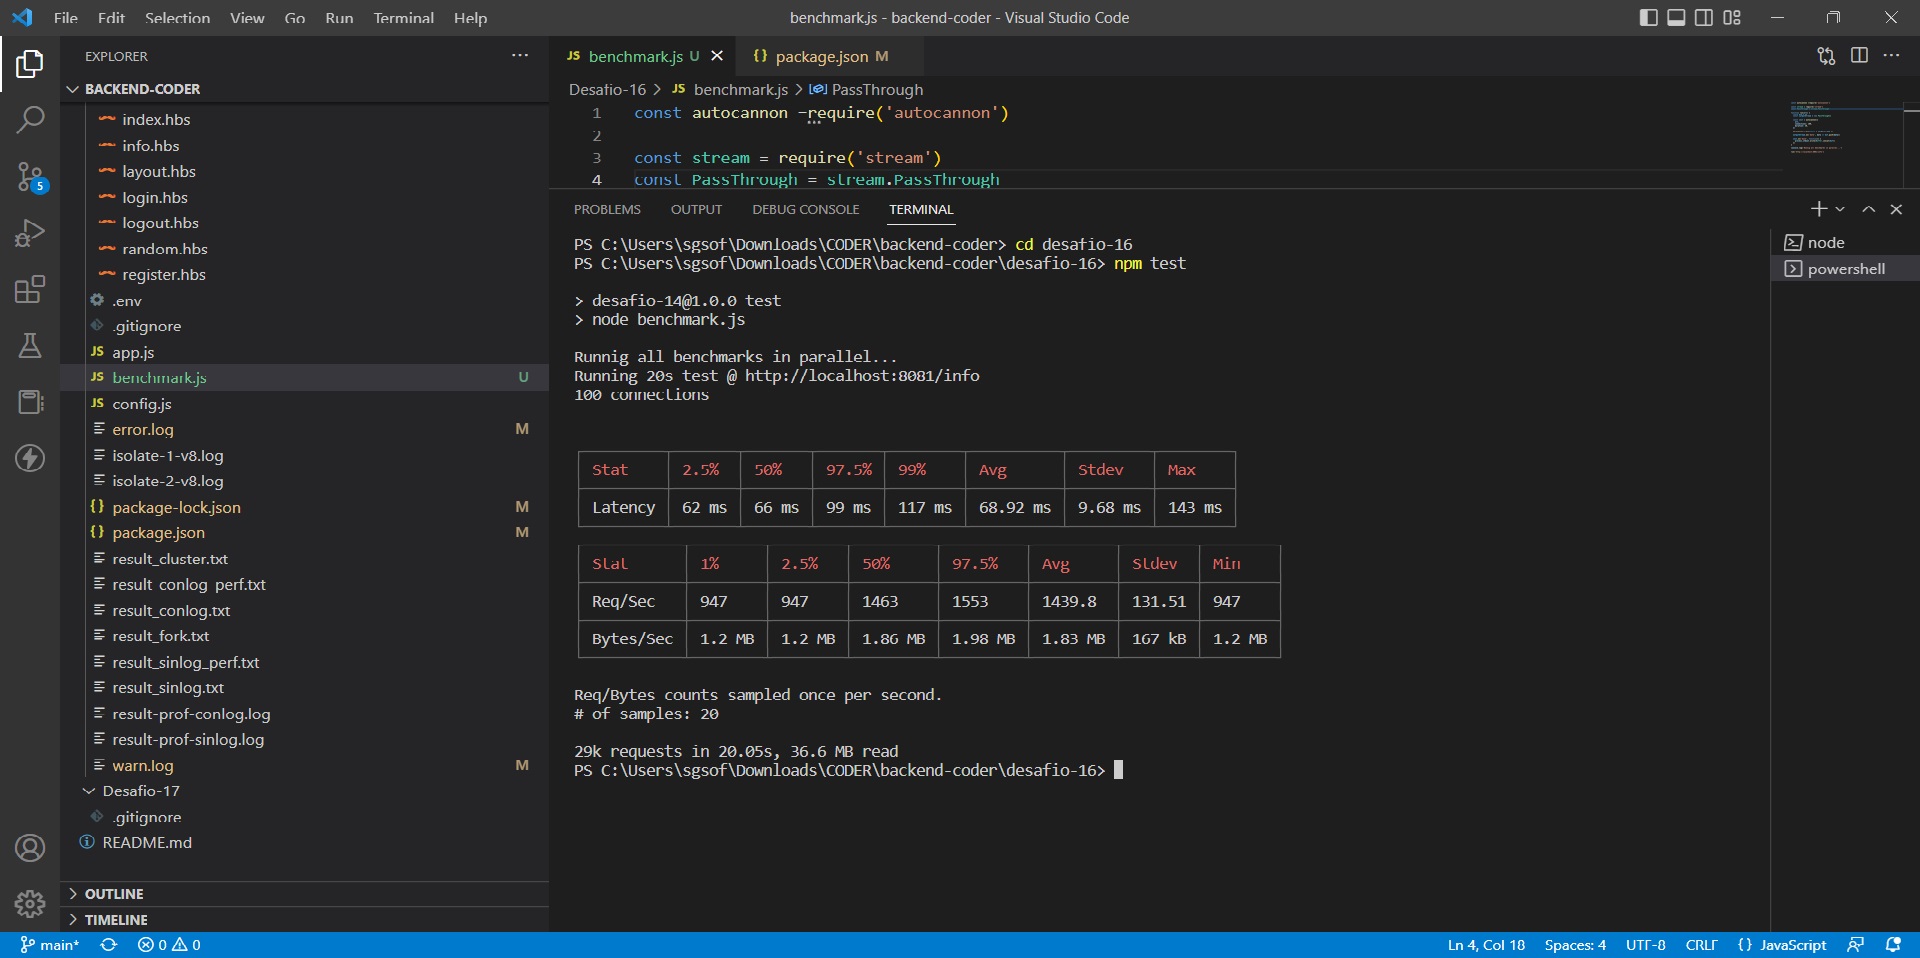 File Edit Selection View Go Run Terminal Help
benchmark.js - backend-coder - Visual Studio Code
EXPLORER
BACKEND-CODER
index.hbs
info.hbs
layout.hbs
login.hbs
logout.hbs
random.hbs
register.hbs
.env
.gitignore
JS app.js
JS benchmark.js U
JS config.js
error.log M
isolate-1-v8.log
isolate-2-v8.log
{} package-lock.json M
{} package.json M
result_cluster.txt
result_conlog_perf.txt
result_conlog.txt
result_fork.txt
result_sinlog_perf.txt
result_sinlog.txt
result-prof-conlog.log
result-prof-sinlog.log
warn.log M
Desafio-17
.gitignore
README.md
OUTLINE
TIMELINE
5
JS benchmark.js U
{} package.json M
Desafio-16 > JS benchmark.js > PassThrough
1 const autocannon =require('autocannon')
2
3 const stream = require('stream')
4 const PassThrough = stream.PassThrough
PROBLEMS OUTPUT DEBUG CONSOLE TERMINAL
PS C:\Users\sgsof\Downloads\CODER\backend-coder> cd desafio-16
PS C:\Users\sgsof\Downloads\CODER\backend-coder\desafio-16> npm test
> desafio-14@1.0.0 test
> node benchmark.js
Runnig all benchmarks in parallel...
Running 20s test @ http://localhost:8081/info
100 connections
Stat 2.5% 50% 97.5% 99% Avg Stdev Max
Latency 62 ms 66 ms 99 ms 117 ms 68.92 ms 9.68 ms 143 ms
Stat 1% 2.5% 50% 97.5% Avg Stdev Min
Req/Sec 947 947 1463 1553 1439.8 131.51 947
Bytes/Sec 1.2 MB 1.2 MB 1.86 MB 1.98 MB 1.83 MB 167 kB 1.2 MB
Req/Bytes counts sampled once per second.
# of samples: 20
29k requests in 20.05s, 36.6 MB read
PS C:\Users\sgsof\Downloads\CODER\backend-coder\desafio-16>
node
powershell
main* 0 0
Ln 4, Col 18 Spaces: 4 UTF-8 CRLF {} JavaScript